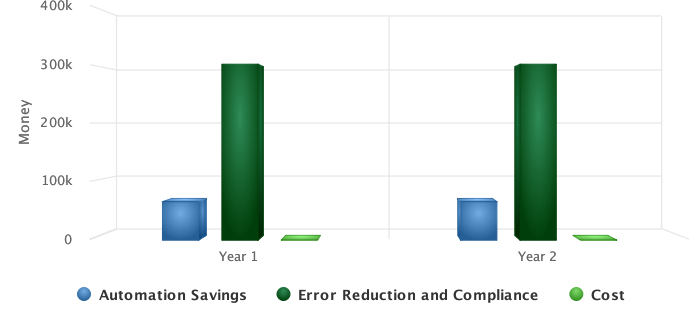 400k
300k
200k
100k
0
Money
Year 1
Year 2
Automation Savings
Error Reduction and Compliance
Cost